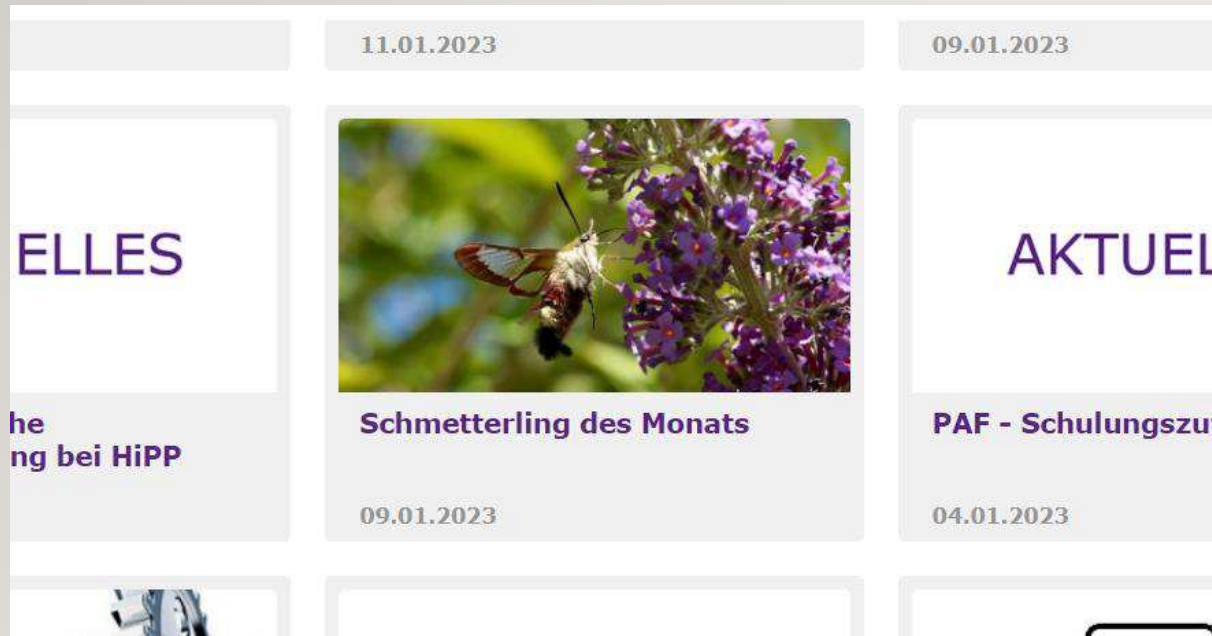 11.01.2023
09.01.2023
ELLES
AKTUEL
he
ng bei HiPP
Schmetterling des Monats
09.01.2023
PAF - Schulungszu
04.01.2023